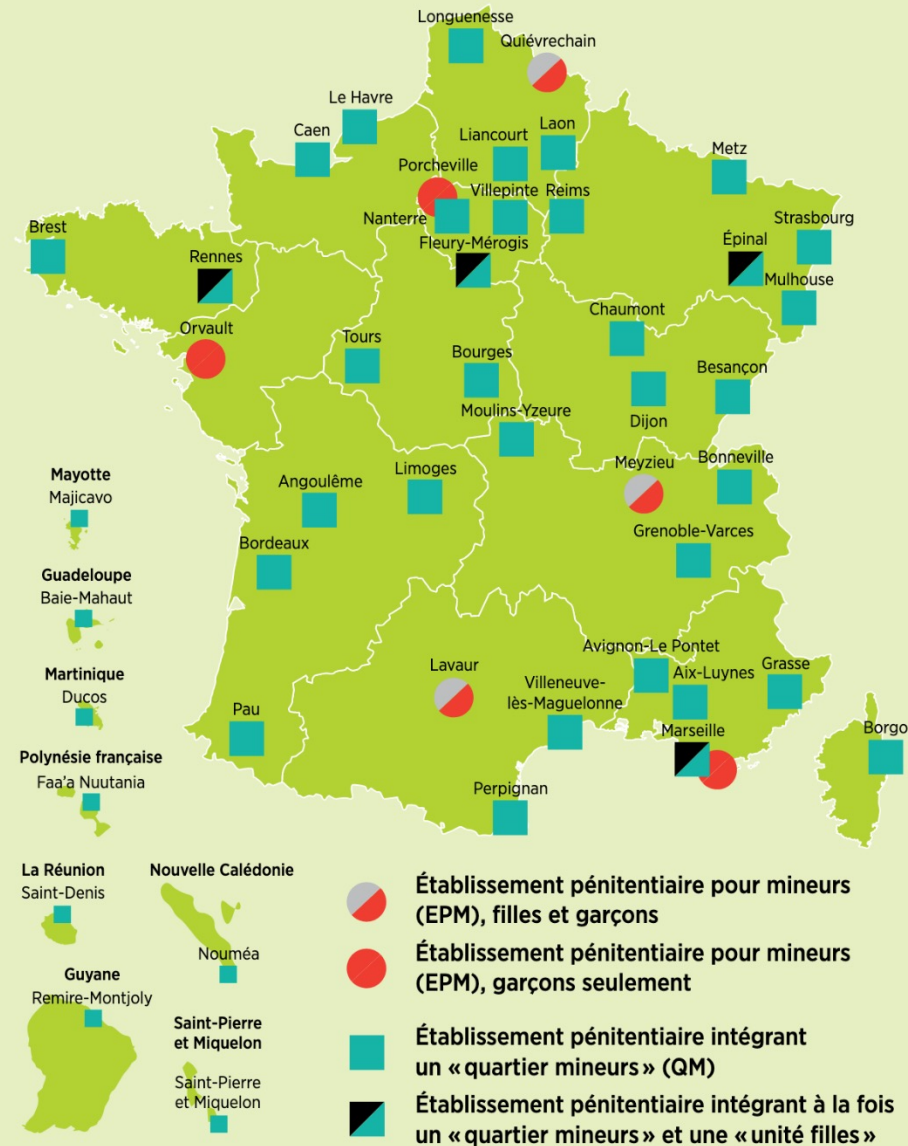 Longuenesse
Quiévrechain
Le Havre
Caen
Liancourt
Laon
Metz
Porcheville
Villepinte
Reims
Nanterre
Strasbourg
Brest
Rennes
Fleury-Mérogis
Épinal
Mulhouse
Chaumont
Orvault
Tours
Bourges
Besançon
Moulins-Yzeure
Dijon
Bonneville
Meyzieu
Mayotte
Majicavo
Angoulême
Limoges
Grenoble-Varces
Bordeaux
Guadeloupe
Baie-Mahaut
Avignon-Le Pontet
Lavaur
Villeneuve-
lès-Maguelonne
Aix-Luynes
Grasse
Martinique
Ducos
Pau
Marseille
Borgo
Polynésie française
Faa'a Nuutania
Perpignan
La Réunion
Saint-Denis
Nouvelle Calédonie
Nouméa
Guyane
Remire-Montjoly
Saint-Pierre
et Miquelon
Saint-Pierre
et Miquelon
Établissement pénitentiaire pour mineurs
(EPM), filles et garçons
Établissement pénitentiaire pour mineurs
(EPM), garçons seulement
Établissement pénitentiaire intégrant
un « quartier mineurs » (QM)
Établissement pénitentiaire intégrant à la fois
un « quartier mineurs » et une « unité filles »